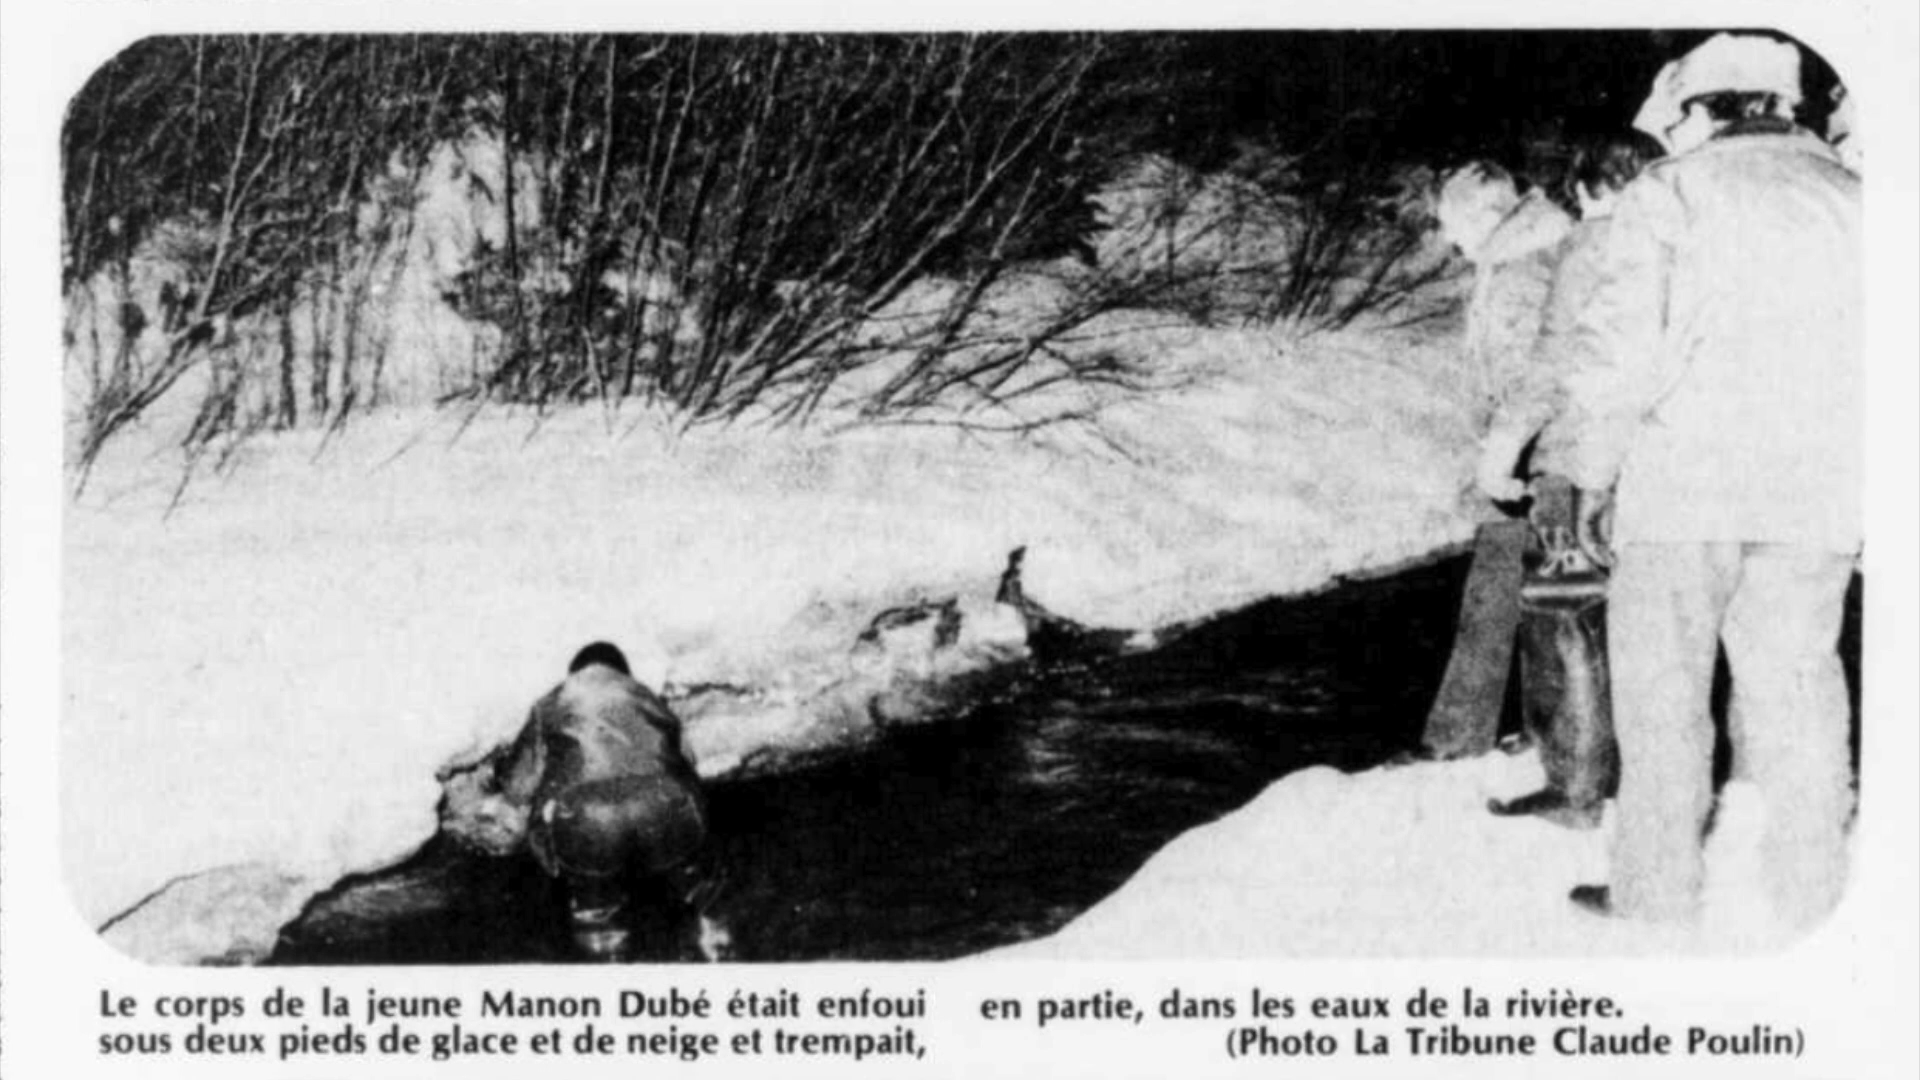 Le corps de la jeune Manon Dubé était enfoui
sous deux pieds de glace et de neige et trempait,
en partie, dans les eaux de la rivière.
(Photo La Tribune Claude Poulin)